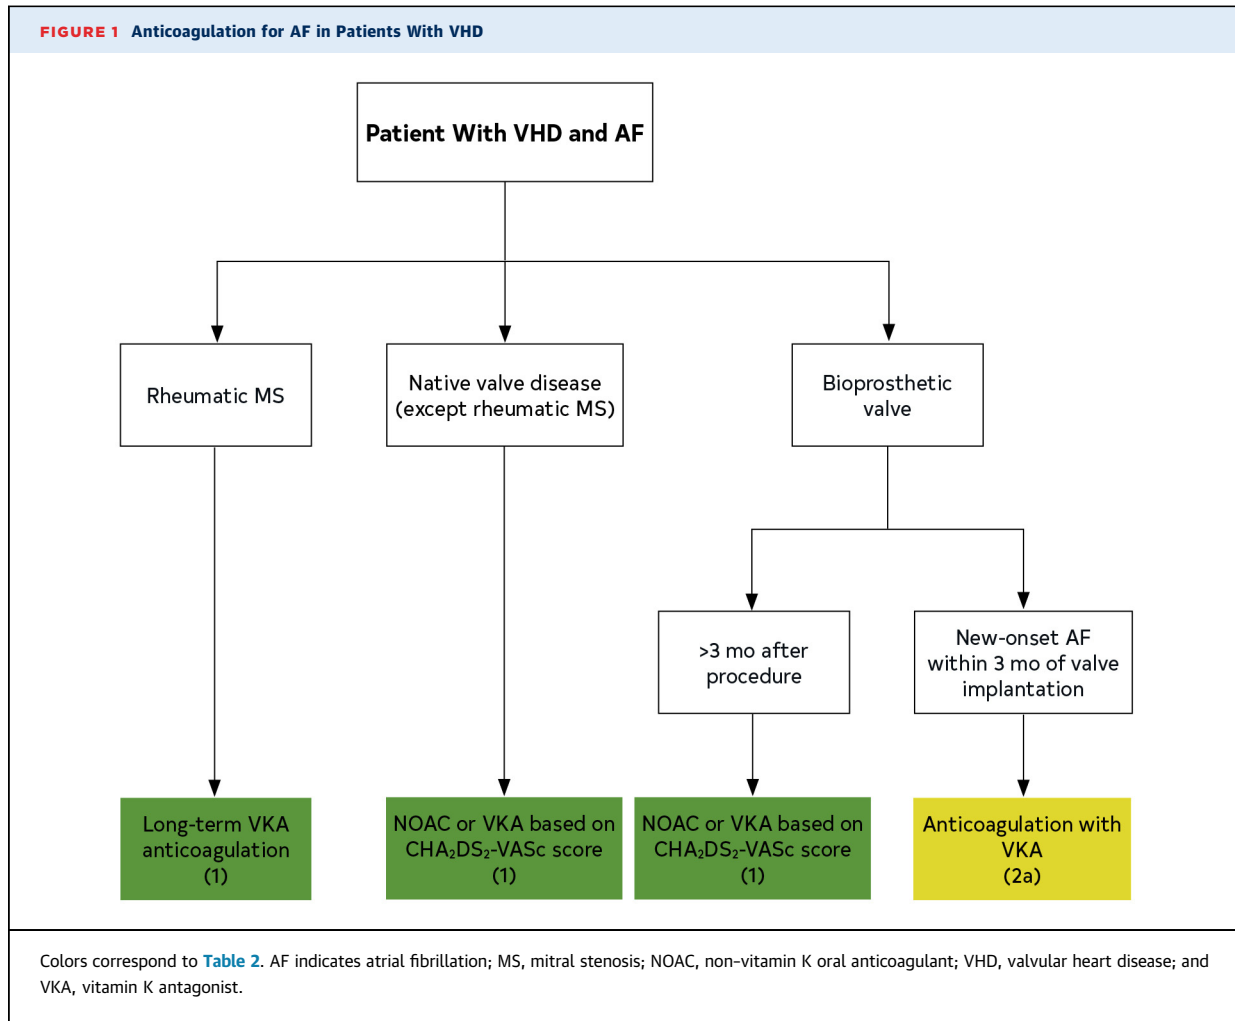 FIGURE 1 Anticoagulation for AF in Patients With VHD
Patient With VHD and AF
Rheumatic MS
Native valve disease
(except rheumatic MS)
Bioprosthetic
valve
>3 mo after
procedure
New-onset AF
within 3 mo of valve
implantation
Long-term VKA
anticoagulation
(1)
NOAC or VKA based on
CHA₂DS₂-VASc score
(1)
NOAC or VKA based on
CHA₂DS₂-VASc score
(1)
Anticoagulation with
VKA
(2a)
Colors correspond to Table 2. AF indicates atrial fibrillation; MS, mitral stenosis; NOAC, non-vitamin K oral anticoagulant; VHD, valvular heart disease; and
VKA, vitamin K antagonist.